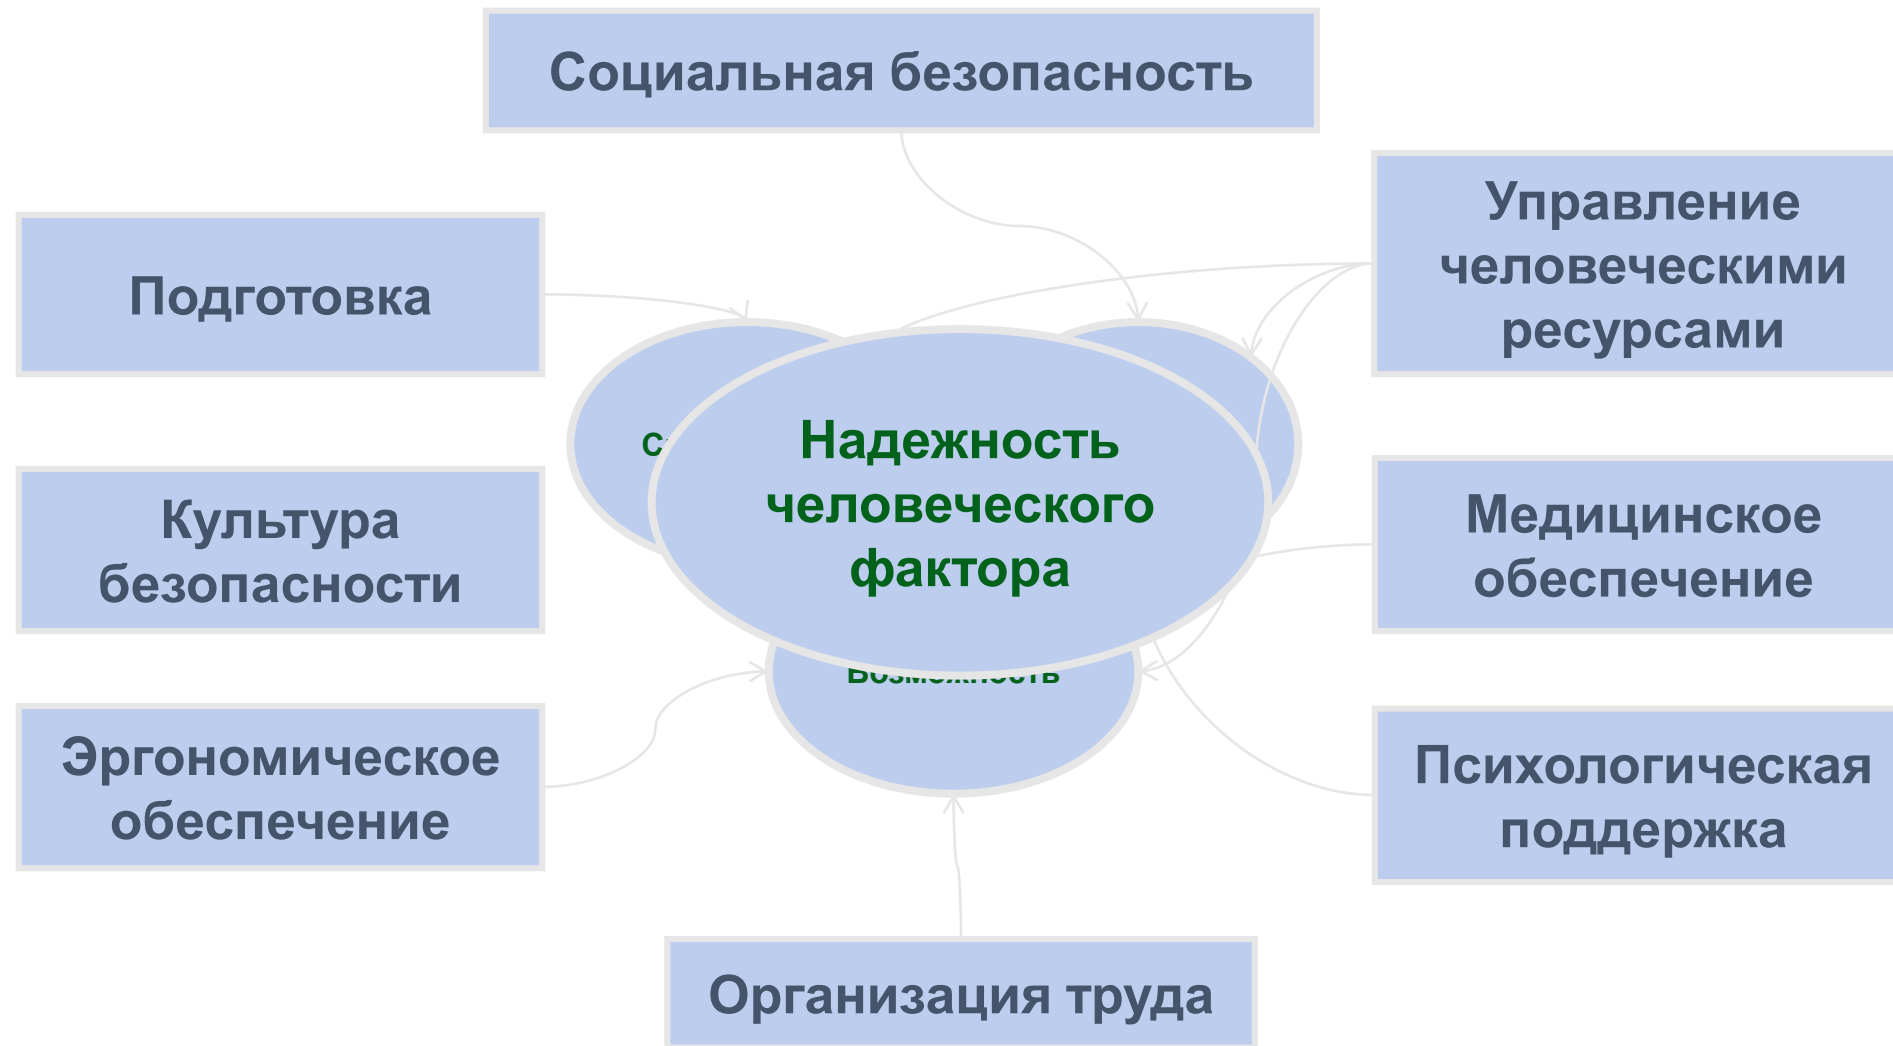 Социальная безопасность
Управление
человеческими
ресурсами
Подготовка
Надежность
человеческого
фактора
Культура
безопасности
Медицинское
обеспечение
Возможность
Эргономическое
обеспечение
Психологическая
поддержка
Организация труда